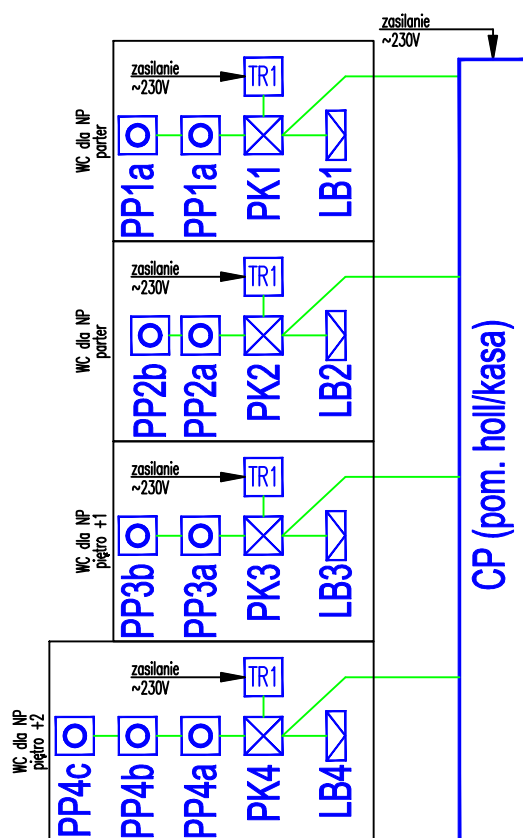 zasilanie
~230V
WC dla NP
parter
zasilanie
~230V
TR1
PP1a
PP1a
PK1
LB1
WC dla NP
parter
zasilanie
~230V
TR1
PP2b
PP2a
PK2
LB2
WC dla NP
piętro +1
zasilanie
~230V
TR1
PP3b
PP3a
PK3
LB3
WC dla NP
piętro +2
zasilanie
~230V
TR1
PP4c
PP4b
PP4a
PK4
LB4
CP (pom. holl/kasa)